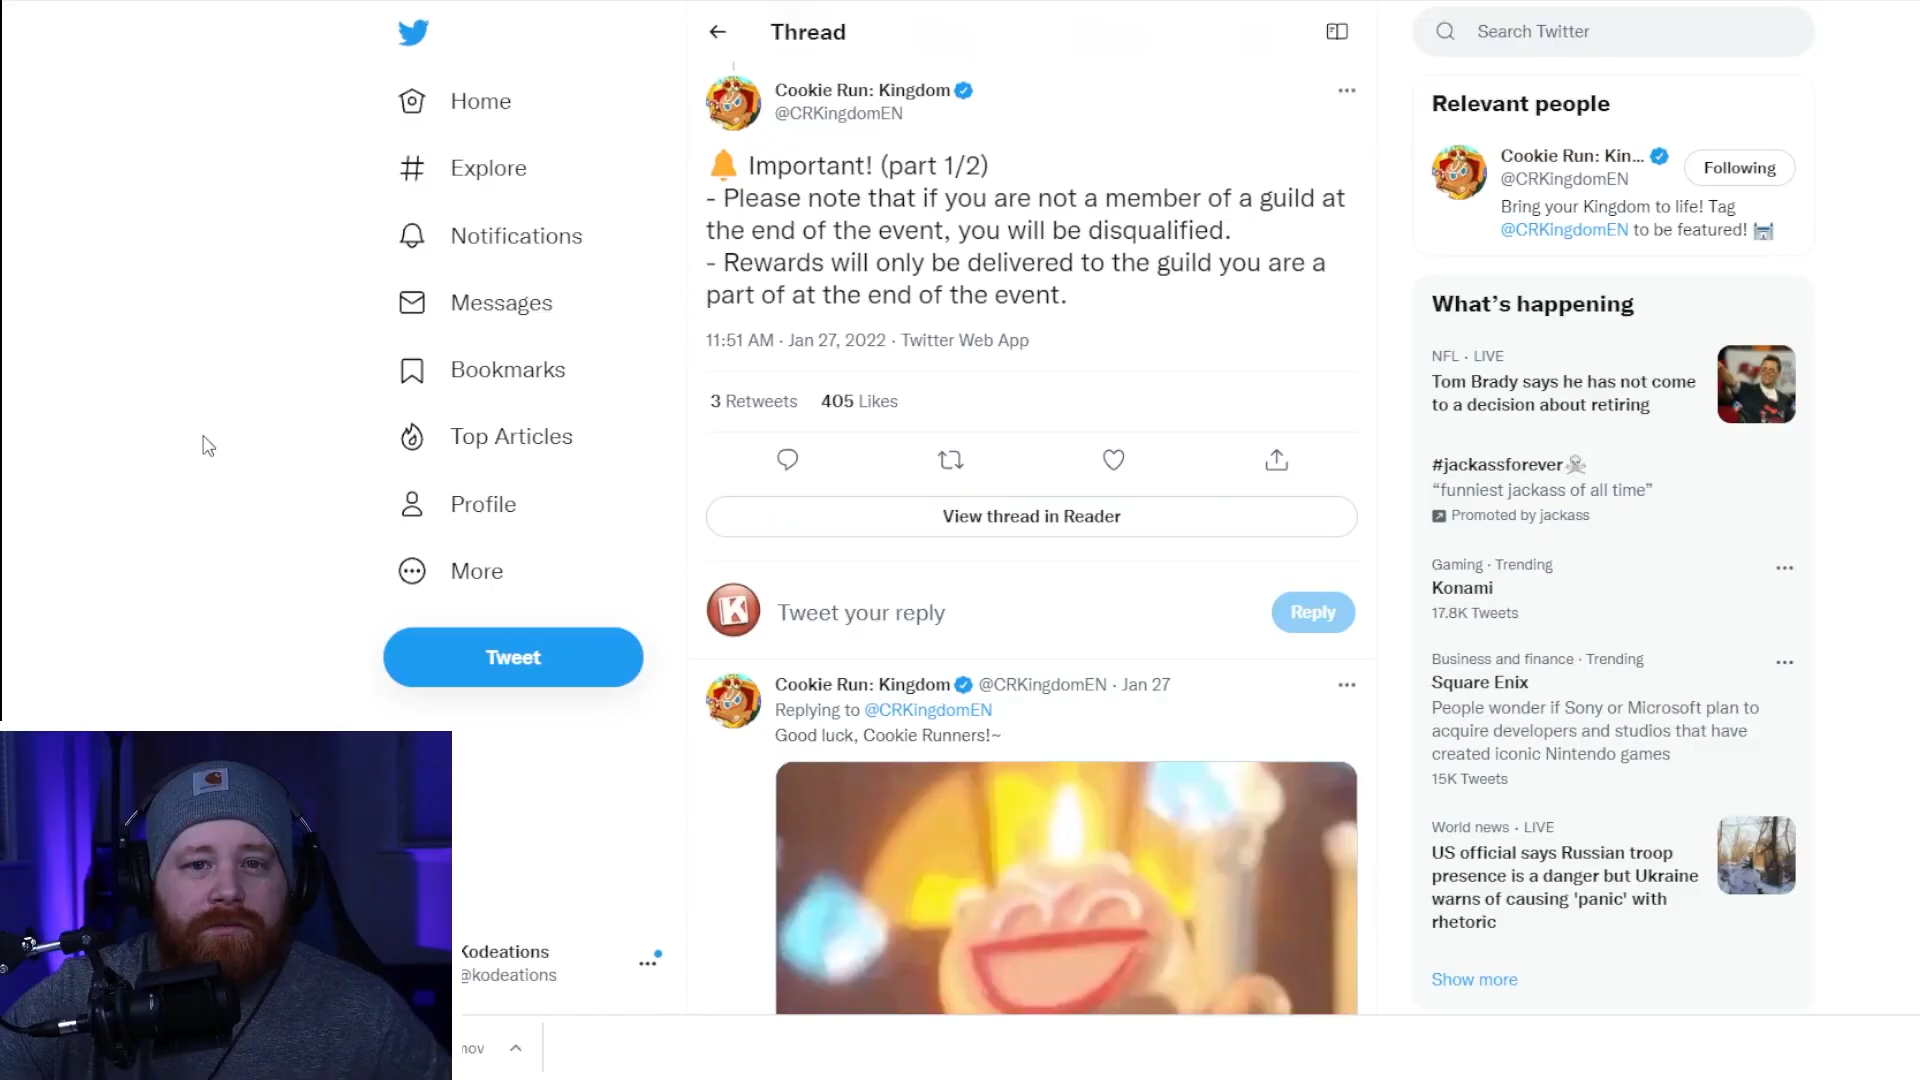 Home
Explore
Notifications
Messages
Bookmarks
Top Articles
Profile
More
Tweet
Kodeations
@kodeations
Thread
Cookie Run: Kingdom
@CRKingdomEN
Important! (part 1/2)
- Please note that if you are not a member of a guild at
the end of the event, you will be disqualified.
- Rewards will only be delivered to the guild you are a
part of at the end of the event.
11:51 AM · Jan 27, 2022 · Twitter Web App
3 Retweets 405 Likes
View thread in Reader
Tweet your reply
Reply
Cookie Run: Kingdom @CRKingdomEN · Jan 27
Replying to @CRKingdomEN
Good luck, Cookie Runners!~
Search Twitter
Relevant people
Cookie Run: Kin...
@CRKingdomEN
Following
Bring your Kingdom to life! Tag
@CRKingdomEN to be featured!
What's happening
NFL · LIVE
Tom Brady says he has not come
to a decision about retiring
#jackassforever
“funniest jackass of all time”
Promoted by jackass
Gaming · Trending
Konami
17.8K Tweets
Business and finance · Trending
Square Enix
People wonder if Sony or Microsoft plan to
acquire developers and studios that have
created iconic Nintendo games
15K Tweets
World news · LIVE
US official says Russian troop
presence is a danger but Ukraine
warns of causing 'panic' with
rhetoric
Show more